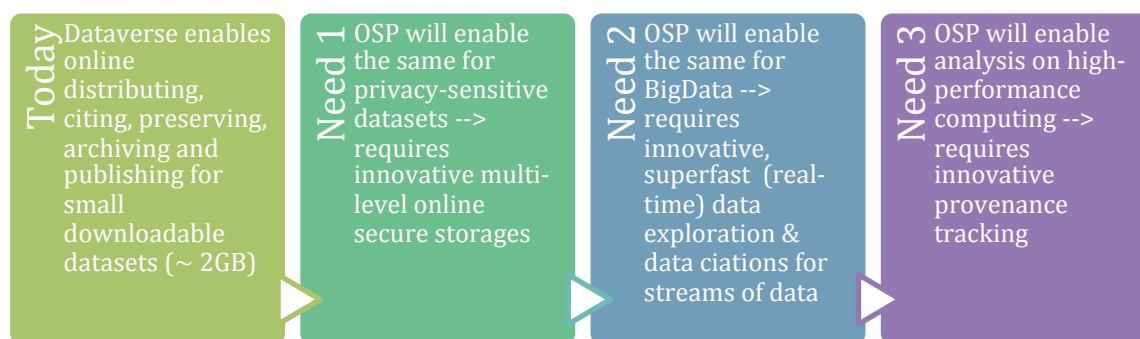 Today
Dataverse enables
online
distributing,
citing, preserving,
archiving and
publishing for
small
downloadable
datasets (~ 2GB)
Need 1
OSP will enable
the same for
privacy-sensitive
datasets -->
requires
innovative multi-
level online
secure storages
Need 2
OSP will enable
the same for
BigData -->
requires
innovative,
superfast (real-
time) data
exploration &
data ciations for
streams of data
Need 3
OSP will enable
analysis on high-
performance
computing -->
requires
innovative
provenance
tracking